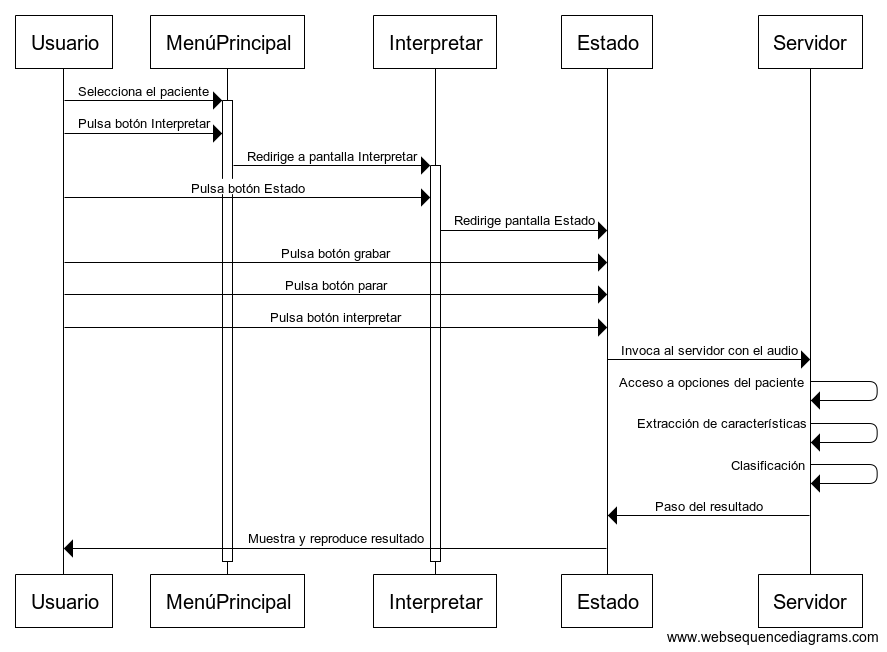 Usuario
MenúPrincipal
Interpretar
Estado
Servidor
Selecciona el paciente
Pulsa botón Interpretar
Redirige a pantalla Interpretar
Pulsa botón Estado
Redirige pantalla Estado
Pulsa botón grabar
Pulsa botón parar
Pulsa botón interpretar
Invoca al servidor con el audio
Acceso a opciones del paciente
Extracción de características
Clasificación
Paso del resultado
Muestra y reproduce resultado
Usuario
MenúPrincipal
Interpretar
Estado
Servidor
www.websequencediagrams.com